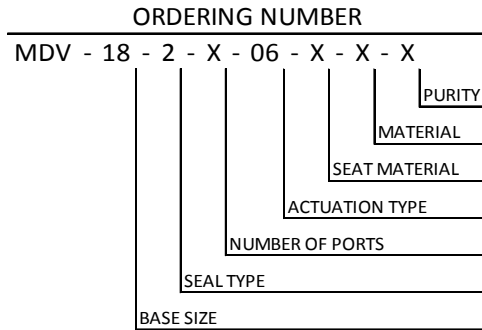 ORDERING NUMBER
MDV - 18 - 2 - X - 06 - X - X - X
PURITY
MATERIAL
SEAT MATERIAL
ACTUATION TYPE
NUMBER OF PORTS
SEAL TYPE
BASE SIZE